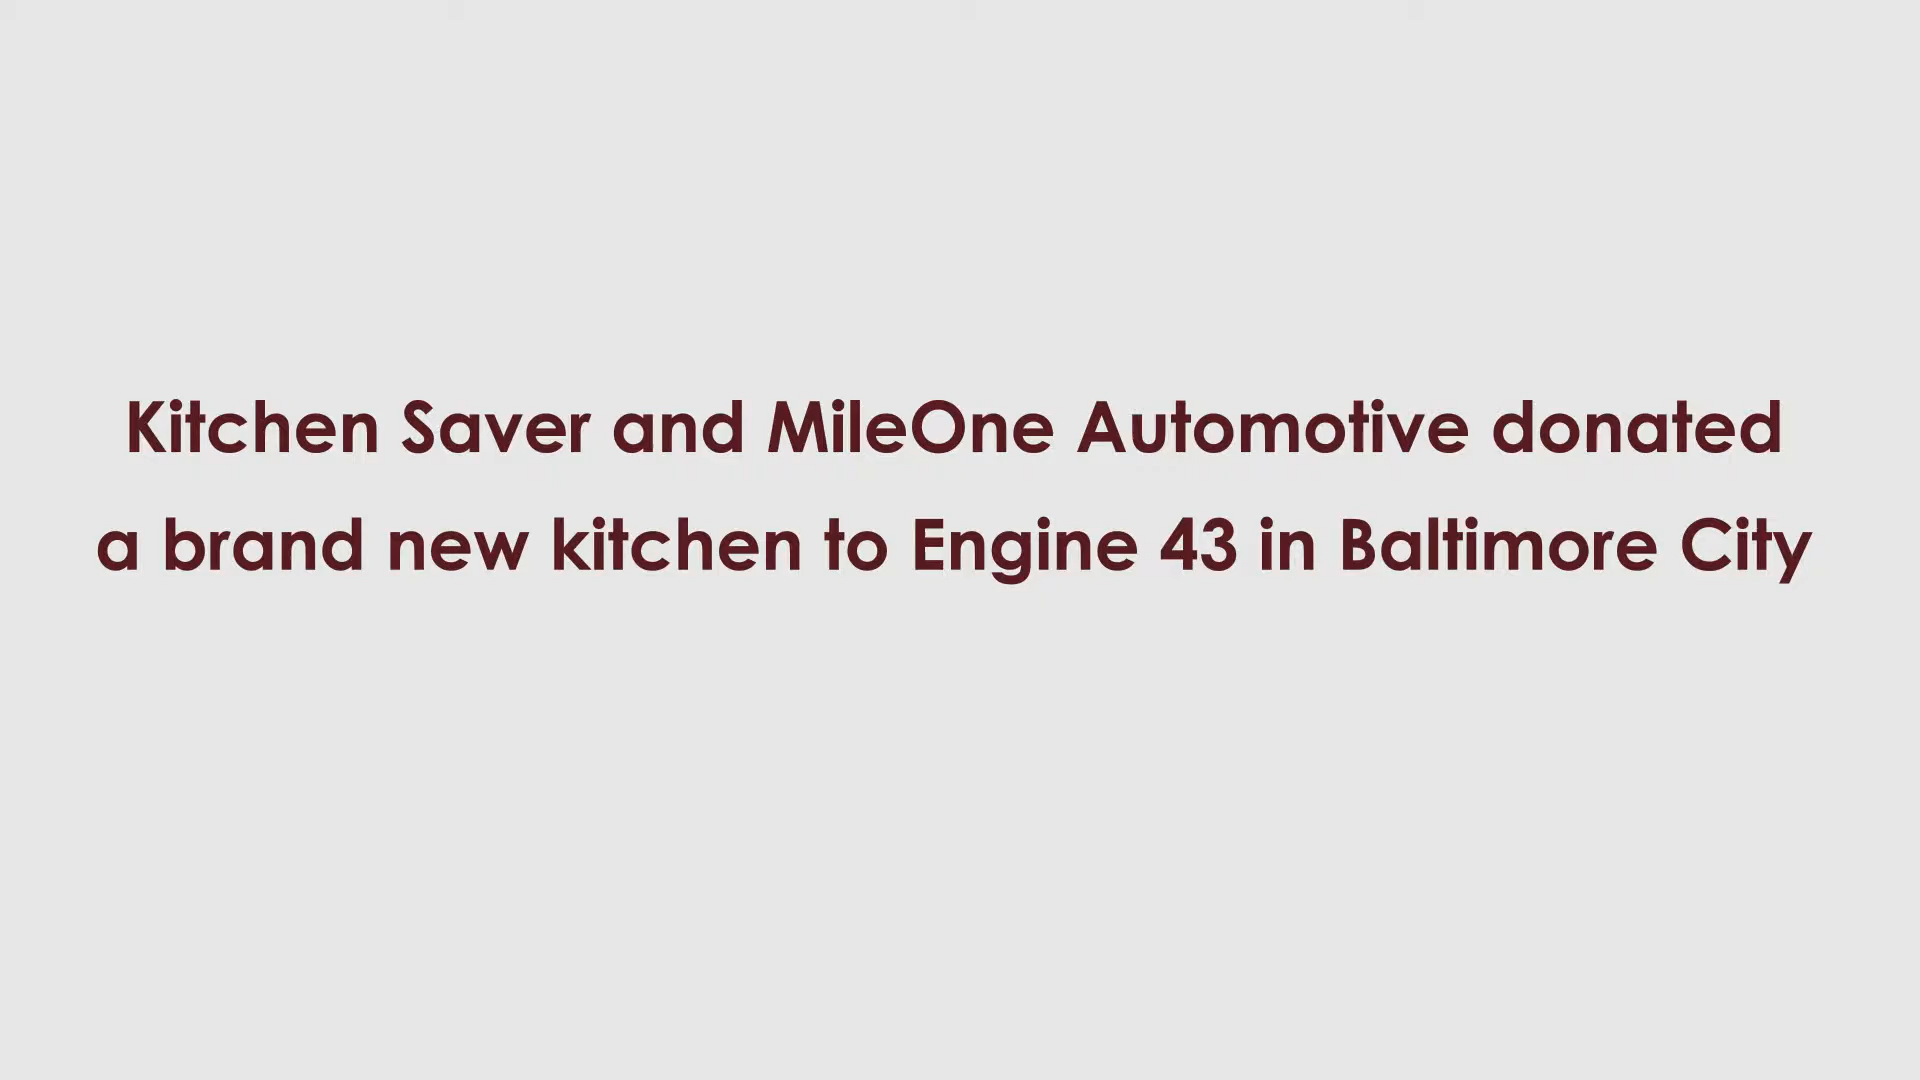 Kitchen Saver and MileOne Automotive donated
a brand new kitchen to Engine 43 in Baltimore City